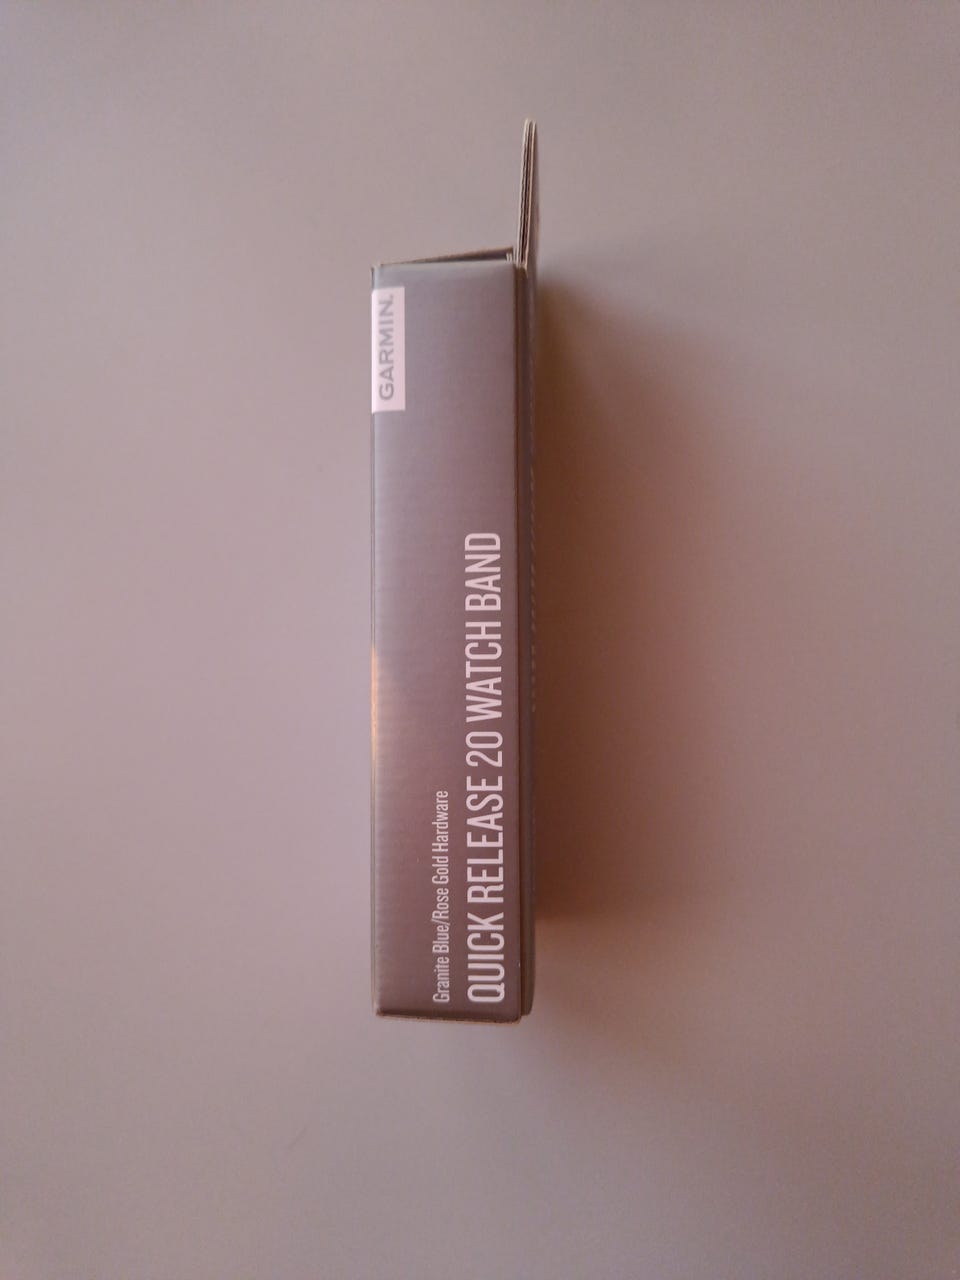 GARMIN.
Granite Blue/Rose Gold Hardware
QUICK RELEASE 20 WATCH BAND